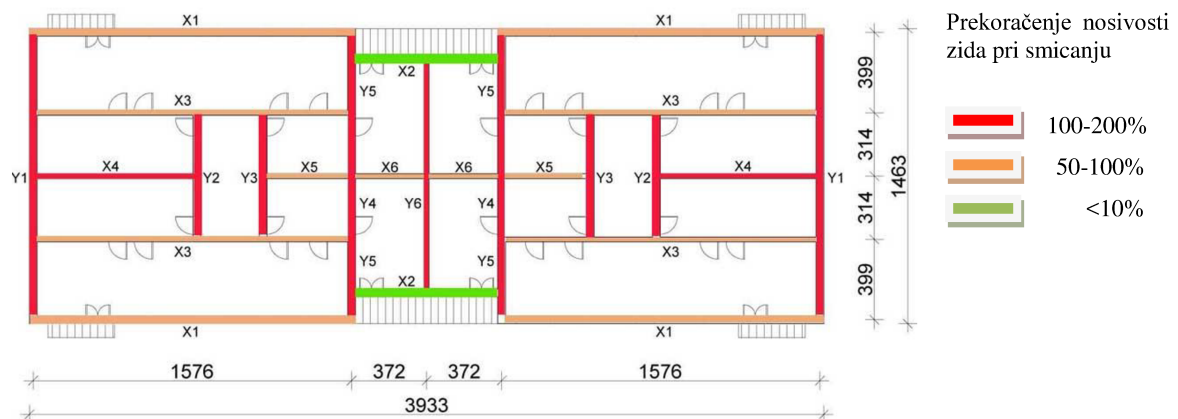 X1
X1
Prekoračenje nosivosti
zida pri smicanju
399
X2
Y5
Y5
X3
X3
100-200%
314
50-100%
1463
X4
X5
X6
X6
X5
X4
Y1
Y2
Y3
Y3
Y2
Y1
Y4
Y6
Y4
<10%
314
X3
X3
Y5
Y5
X2
399
X1
X1
1576
372
372
1576
3933